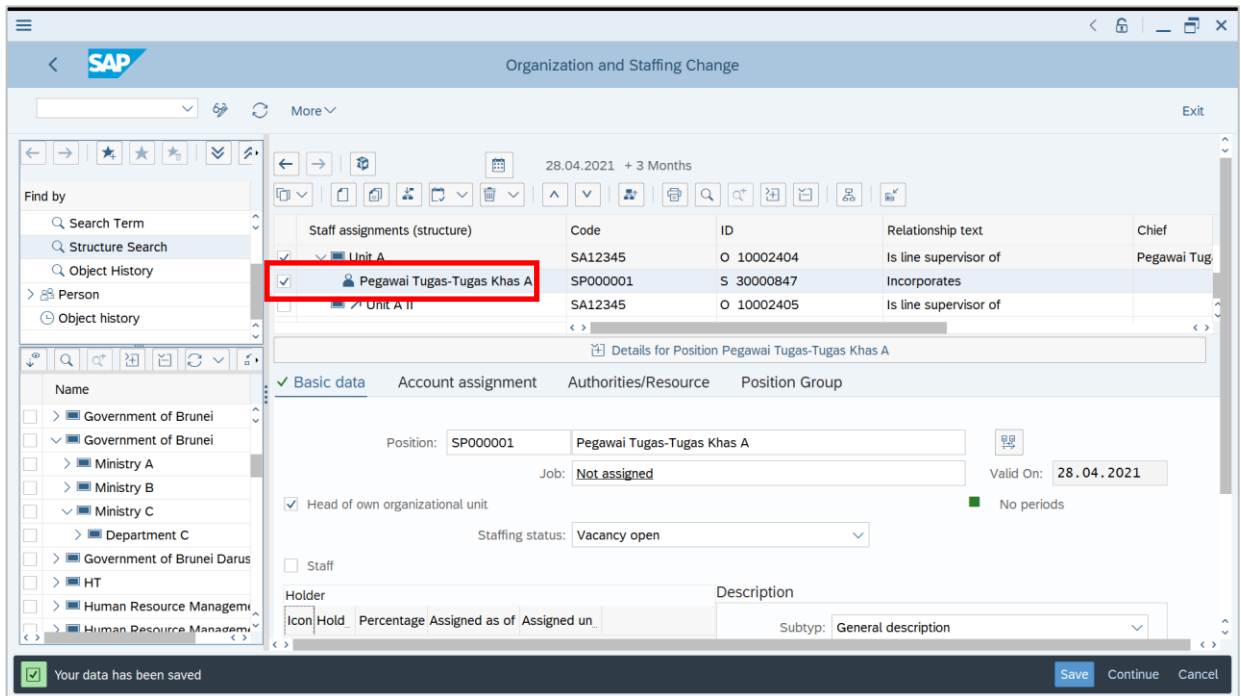 SAP
Organization and Staffing Change
More
Exit
28.04.2021 + 3 Months
Find by
Search Term
Structure Search
Object History
Person
Object history
Staff assignments (structure) Code ID Relationship text Chief
Unit A SA12345 O 10002404 Is line supervisor of Pegawai Tug
Pegawai Tugas-Tugas Khas A SP000001 S 30000847 Incorporates
Unit A II SA12345 O 10002405 Is line supervisor of
Details for Position Pegawai Tugas-Tugas Khas A
Basic data Account assignment Authorities/Resource Position Group
Name
Government of Brunei
Government of Brunei
Ministry A
Ministry B
Ministry C
Department C
Government of Brunei Darus
HT
Human Resource Manageme
Human Resource Manageme
Position: SP000001 Pegawai Tugas-Tugas Khas A
Job: Not assigned Valid On: 28.04.2021
Head of own organizational unit No periods
Staffing status: Vacancy open
Staff
Holder Description
Icon Hold_ Percentage Assigned as of Assigned un_
Subtyp: General description
Your data has been saved Save Continue Cancel